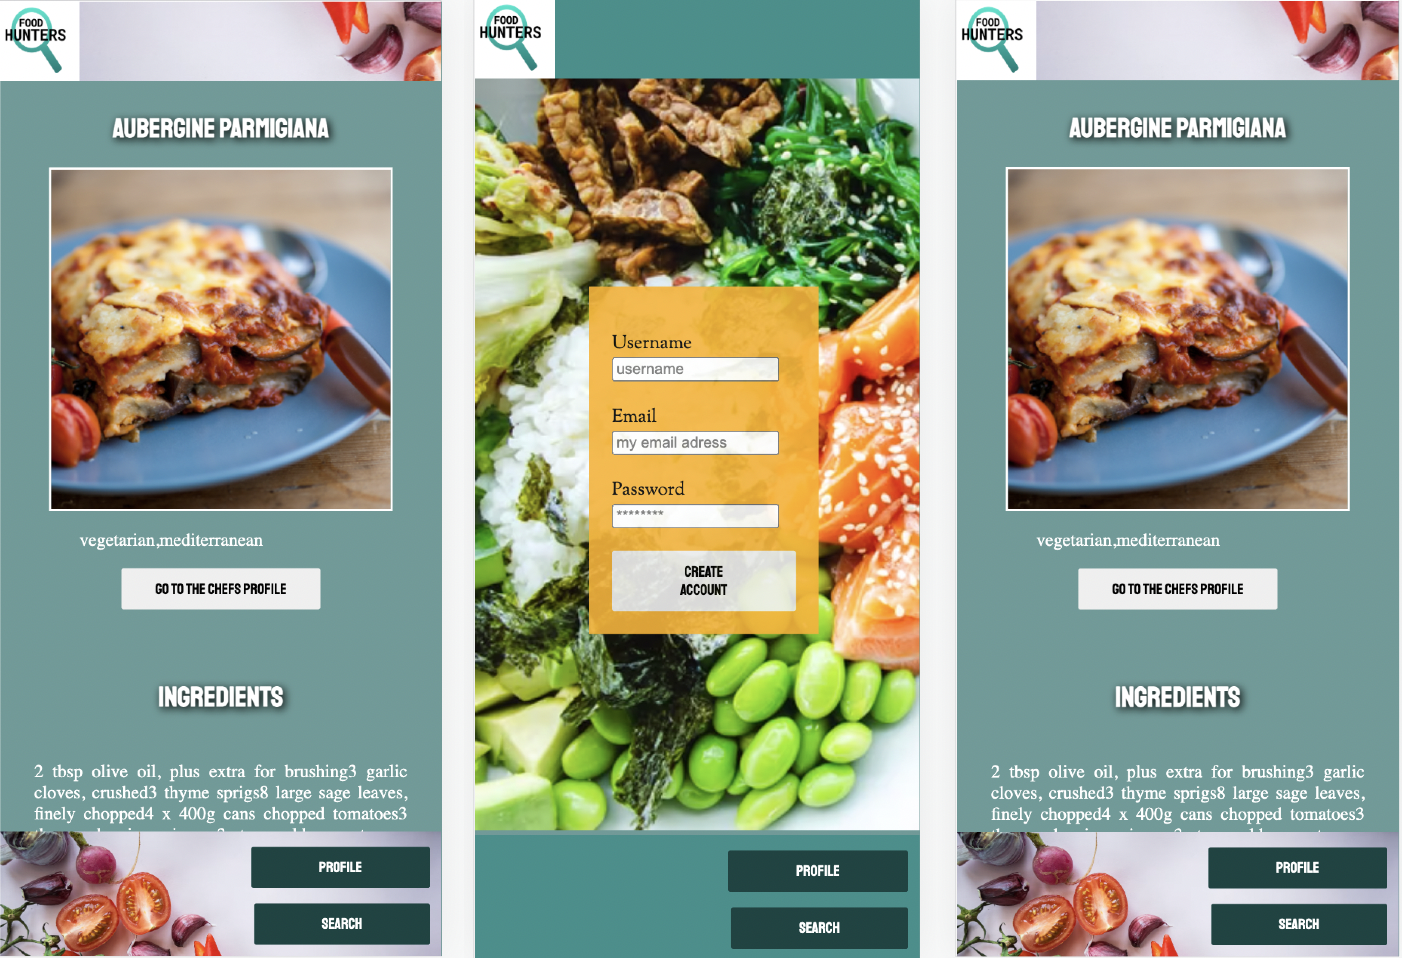 FOOD
HUNTERS
AUBERGINE PARMIGIANA
vegetarian,mediterranean
GO TO THE CHEFS PROFILE
INGREDIENTS
2 tbsp olive oil, plus extra for brushing3 garlic
cloves, crushed3 thyme sprigs8 large sage leaves,
finely chopped4 x 400g cans chopped tomatoes3
PROFILE
SEARCH
FOOD
HUNTERS
Username
username
Email
my email adress
Password
********
CREATE
ACCOUNT
PROFILE
SEARCH
FOOD
HUNTERS
AUBERGINE PARMIGIANA
vegetarian,mediterranean
GO TO THE CHEFS PROFILE
INGREDIENTS
2 tbsp olive oil, plus extra for brushing3 garlic
cloves, crushed3 thyme sprigs8 large sage leaves,
finely chopped4 x 400g cans chopped tomatoes3
PROFILE
SEARCH